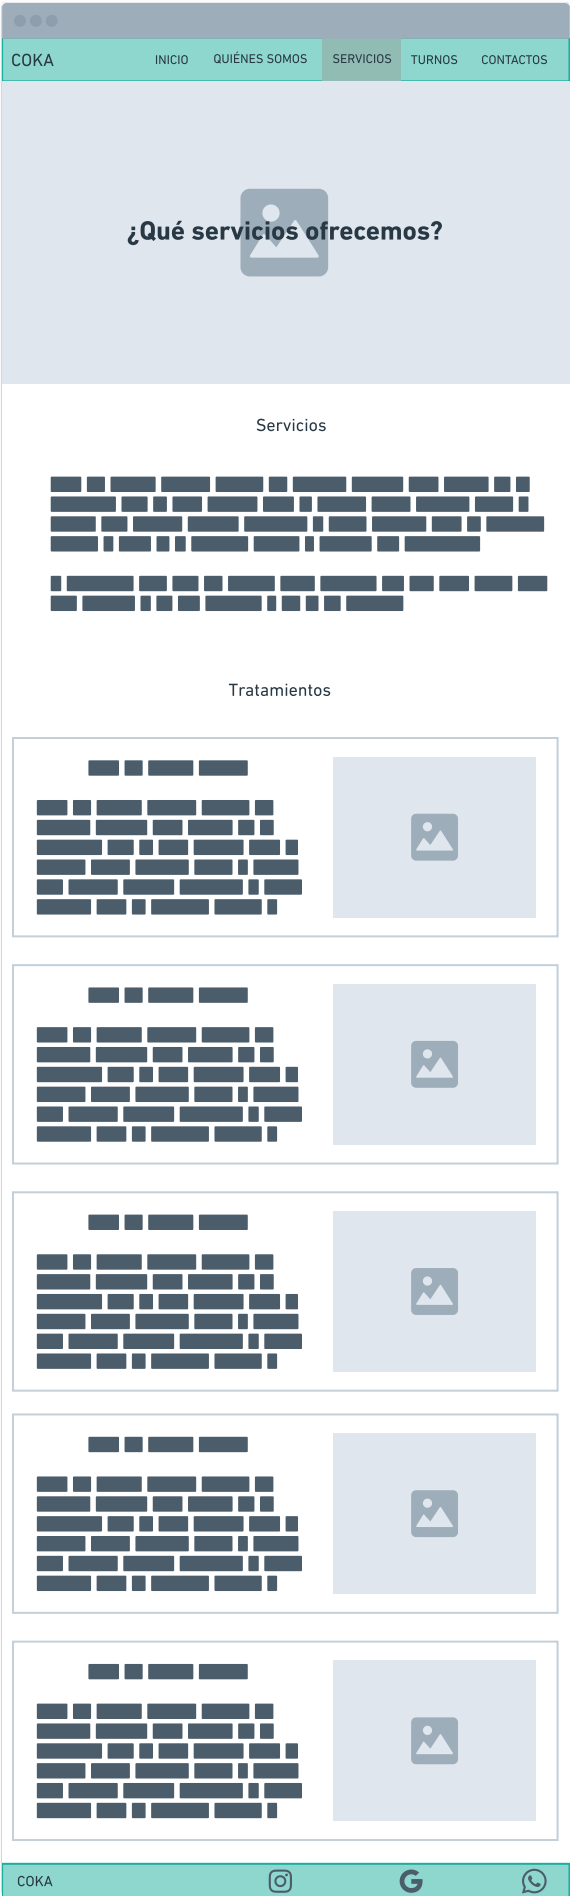 COKA
INICIO
QUIÉNES SOMOS
SERVICIOS
TURNOS
CONTACTOS
¿Qué servicios ofrecemos?
Servicios
Tratamientos
COKA